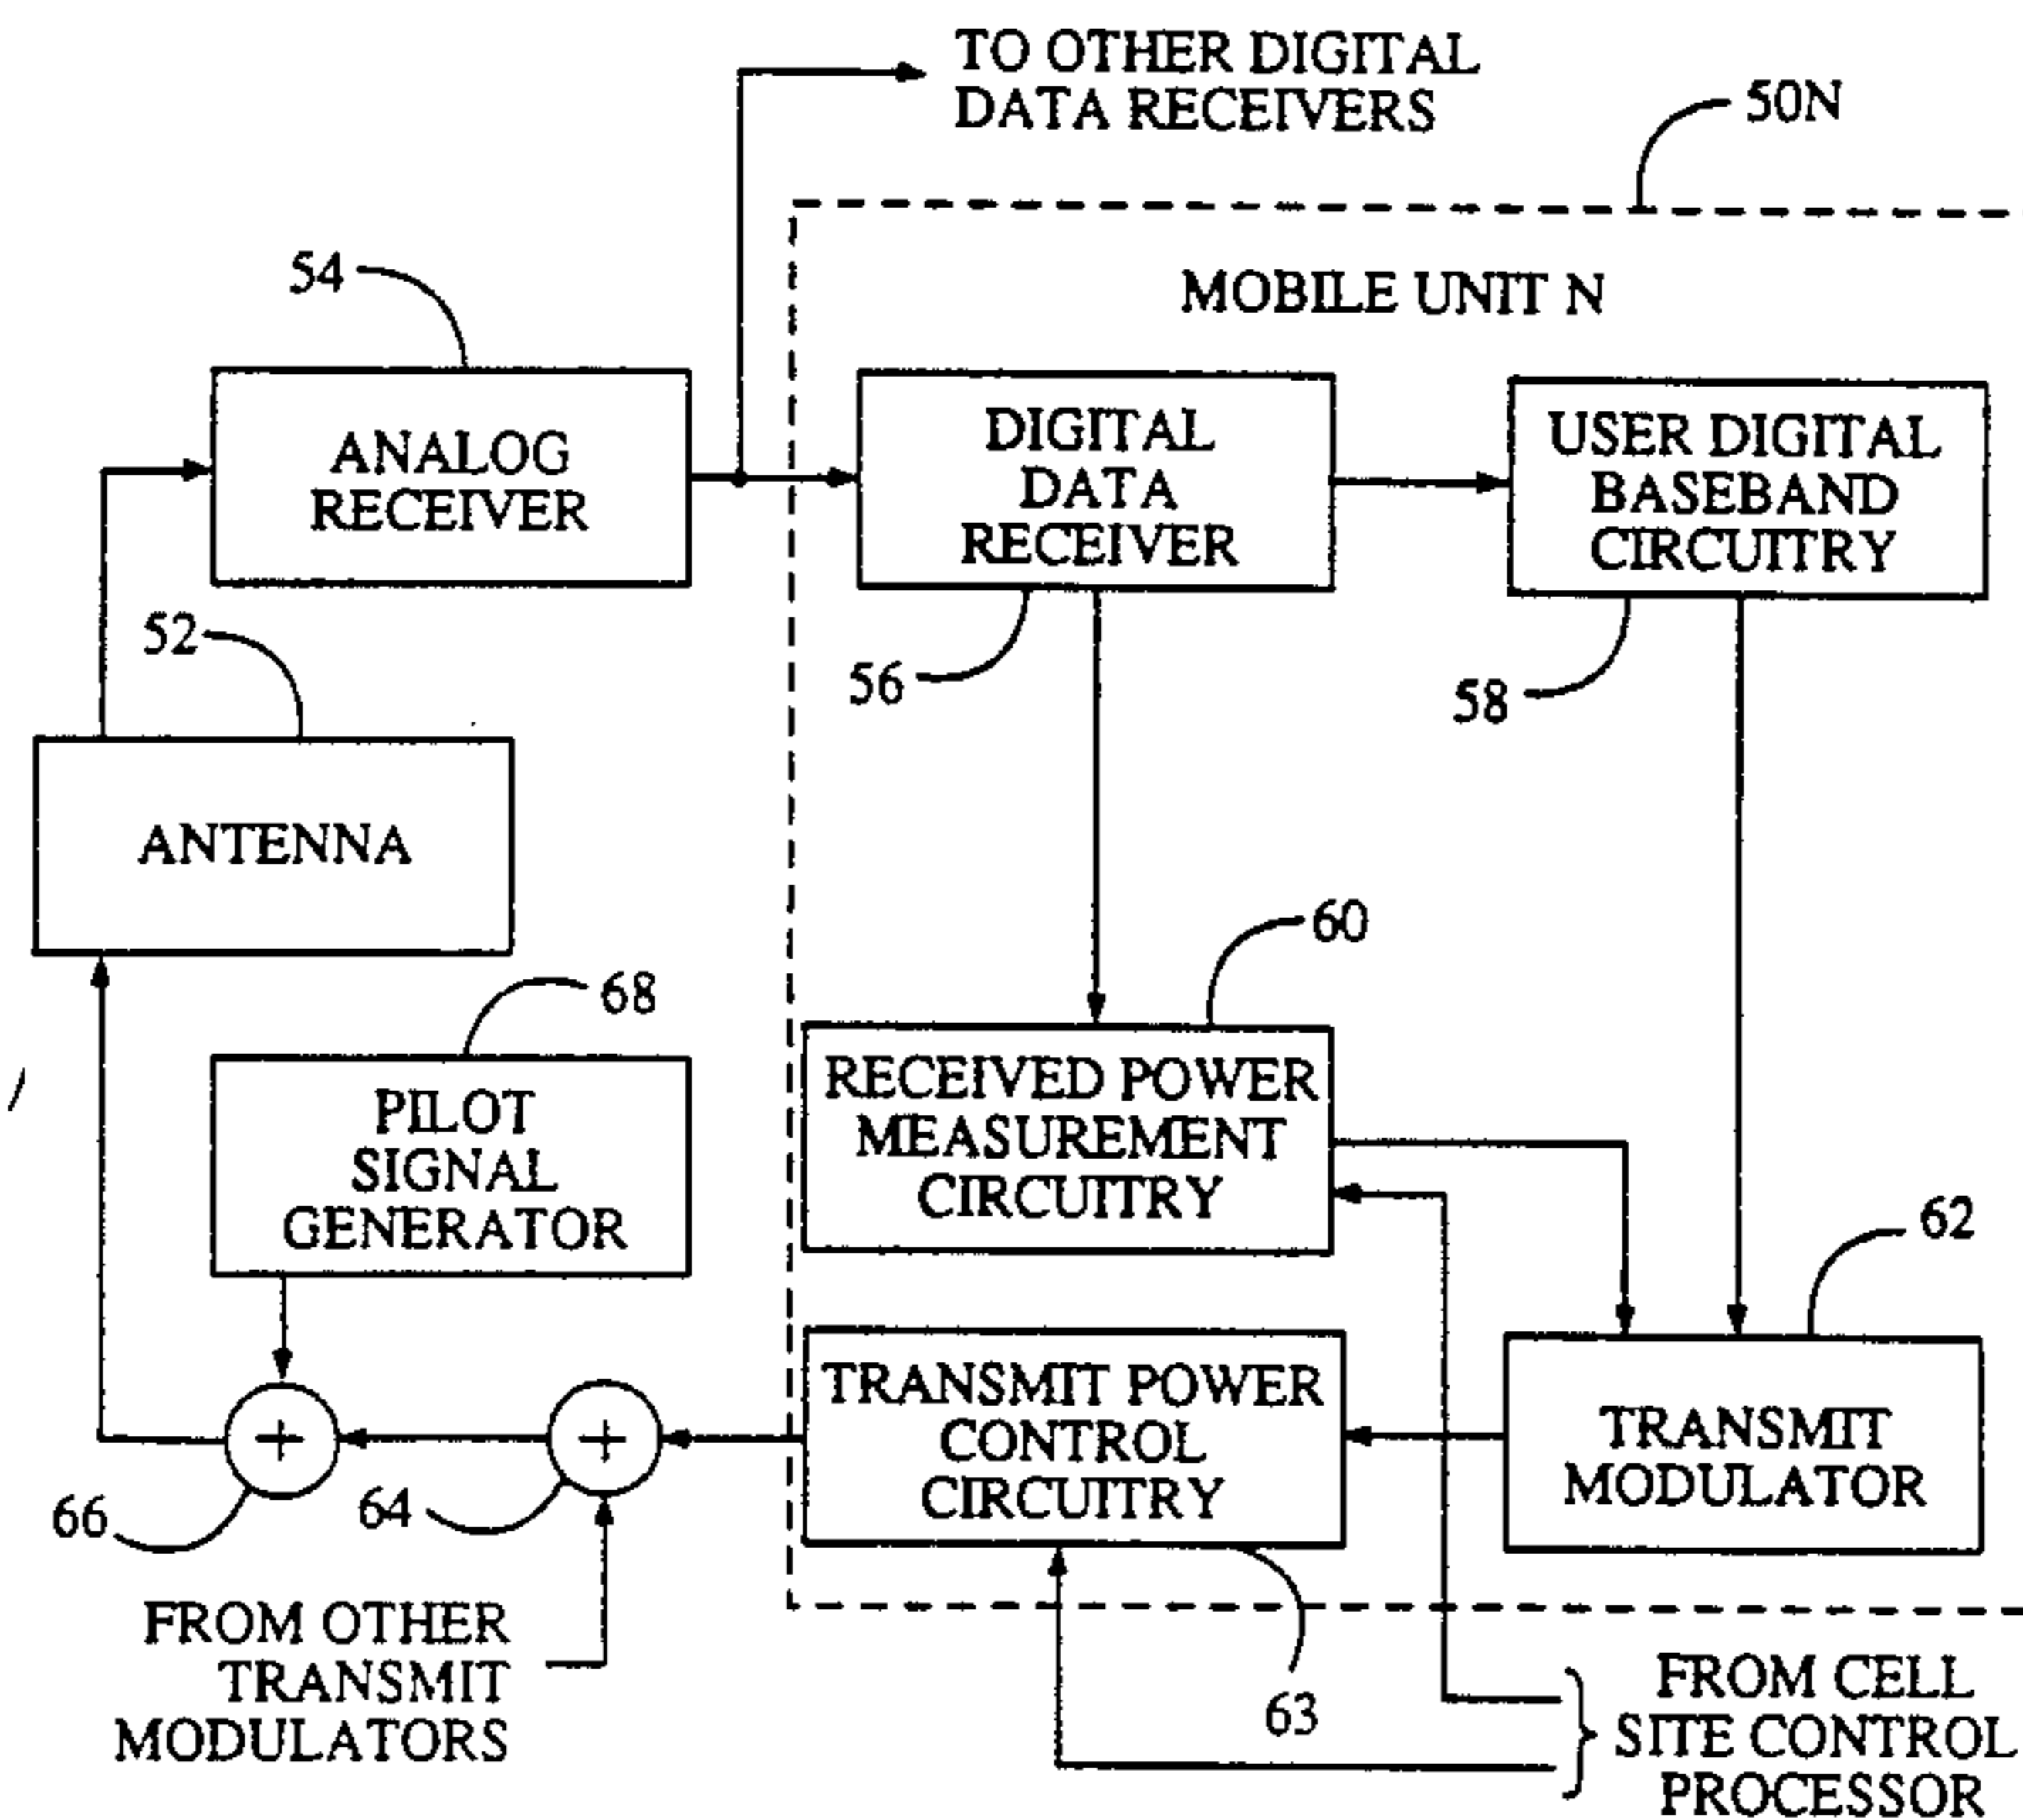 TO OTHER DIGITAL
DATA RECEIVERS
50N
MOBILE UNIT N
54
ANALOG
RECEIVER
DIGITAL
DATA
RECEIVER
USER DIGITAL
BASEBAND
CIRCUITRY
52
56
58
ANTENNA
60
68
PILOT
SIGNAL
GENERATOR
RECEIVED POWER
MEASUREMENT
CIRCUITRY
62
TRANSMIT POWER
CONTROL
CIRCUITRY
TRANSMIT
MODULATOR
+
+
66
64
FROM OTHER
TRANSMIT
MODULATORS
63
FROM CELL
SITE CONTROL
PROCESSOR